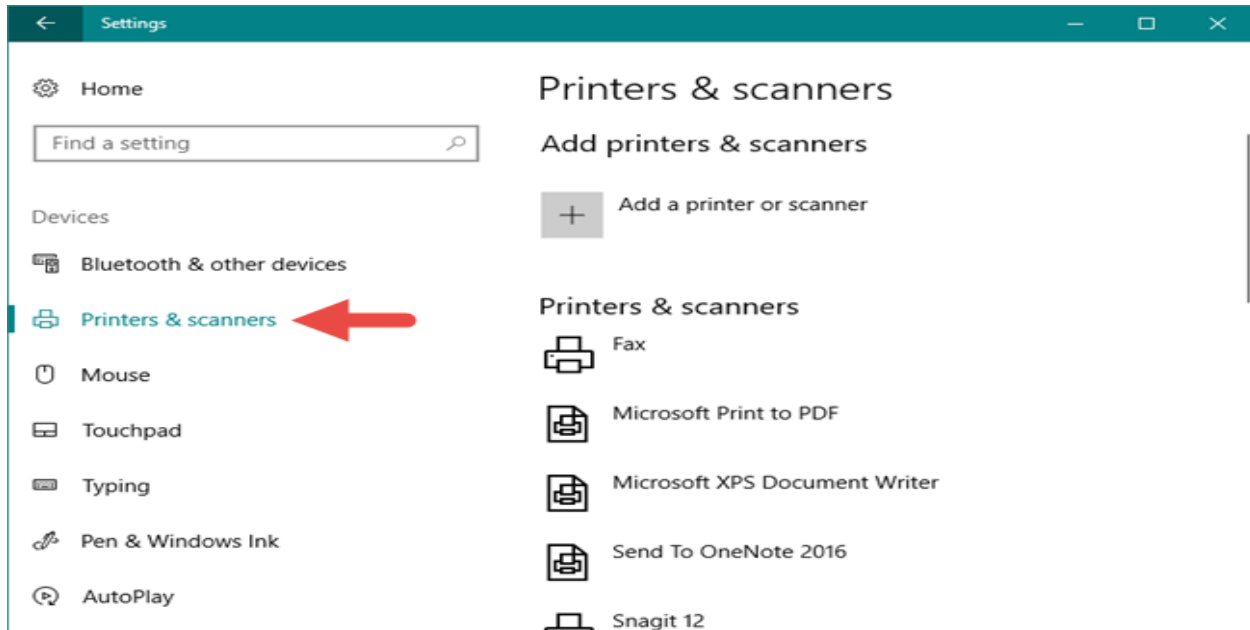 Settings
Home
Find a setting
Devices
Bluetooth & other devices
Printers & scanners
Mouse
Touchpad
Typing
Pen & Windows Ink
AutoPlay
Printers & scanners
Add printers & scanners
Add a printer or scanner
Printers & scanners
Fax
Microsoft Print to PDF
Microsoft XPS Document Writer
Send To OneNote 2016
Snagit 12